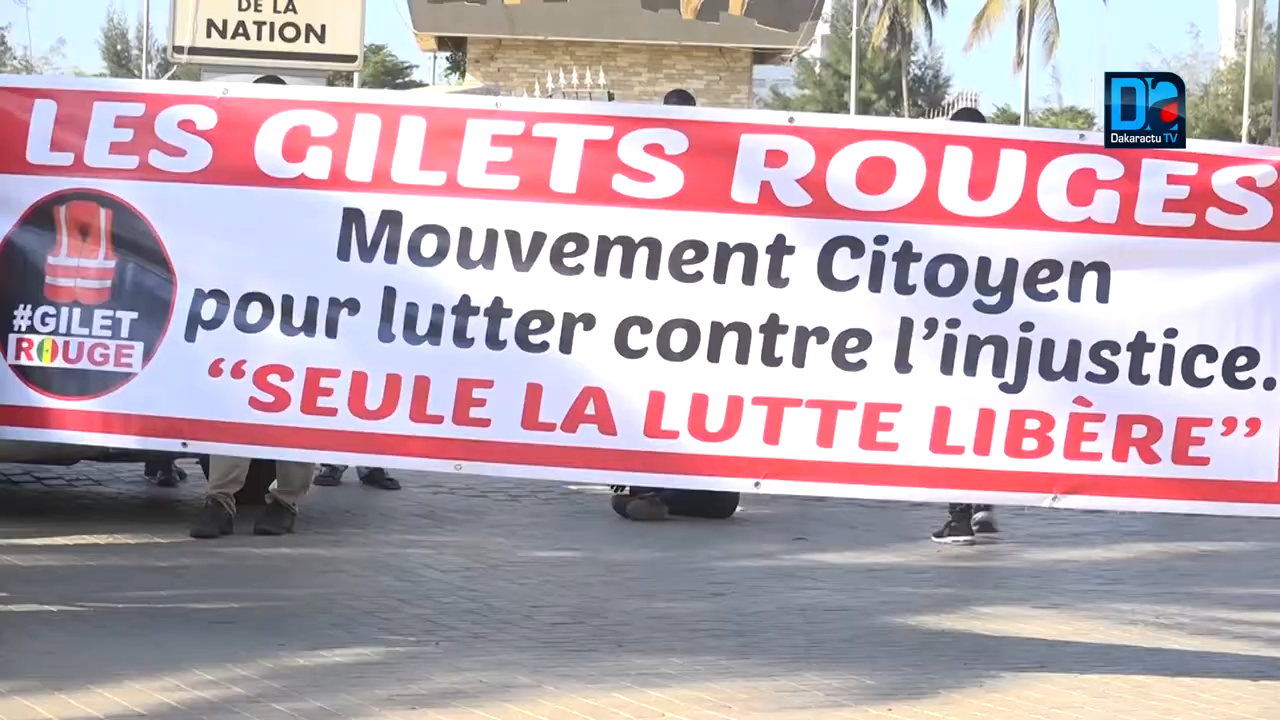 DE LA
NATION
Dakaractu TV
LES GILETS ROUGES
Mouvement Citoyen
pour lutter contre l'injustice.
#GILET
ROUGE
“SEULE LA LUTTE LIBÈRE”